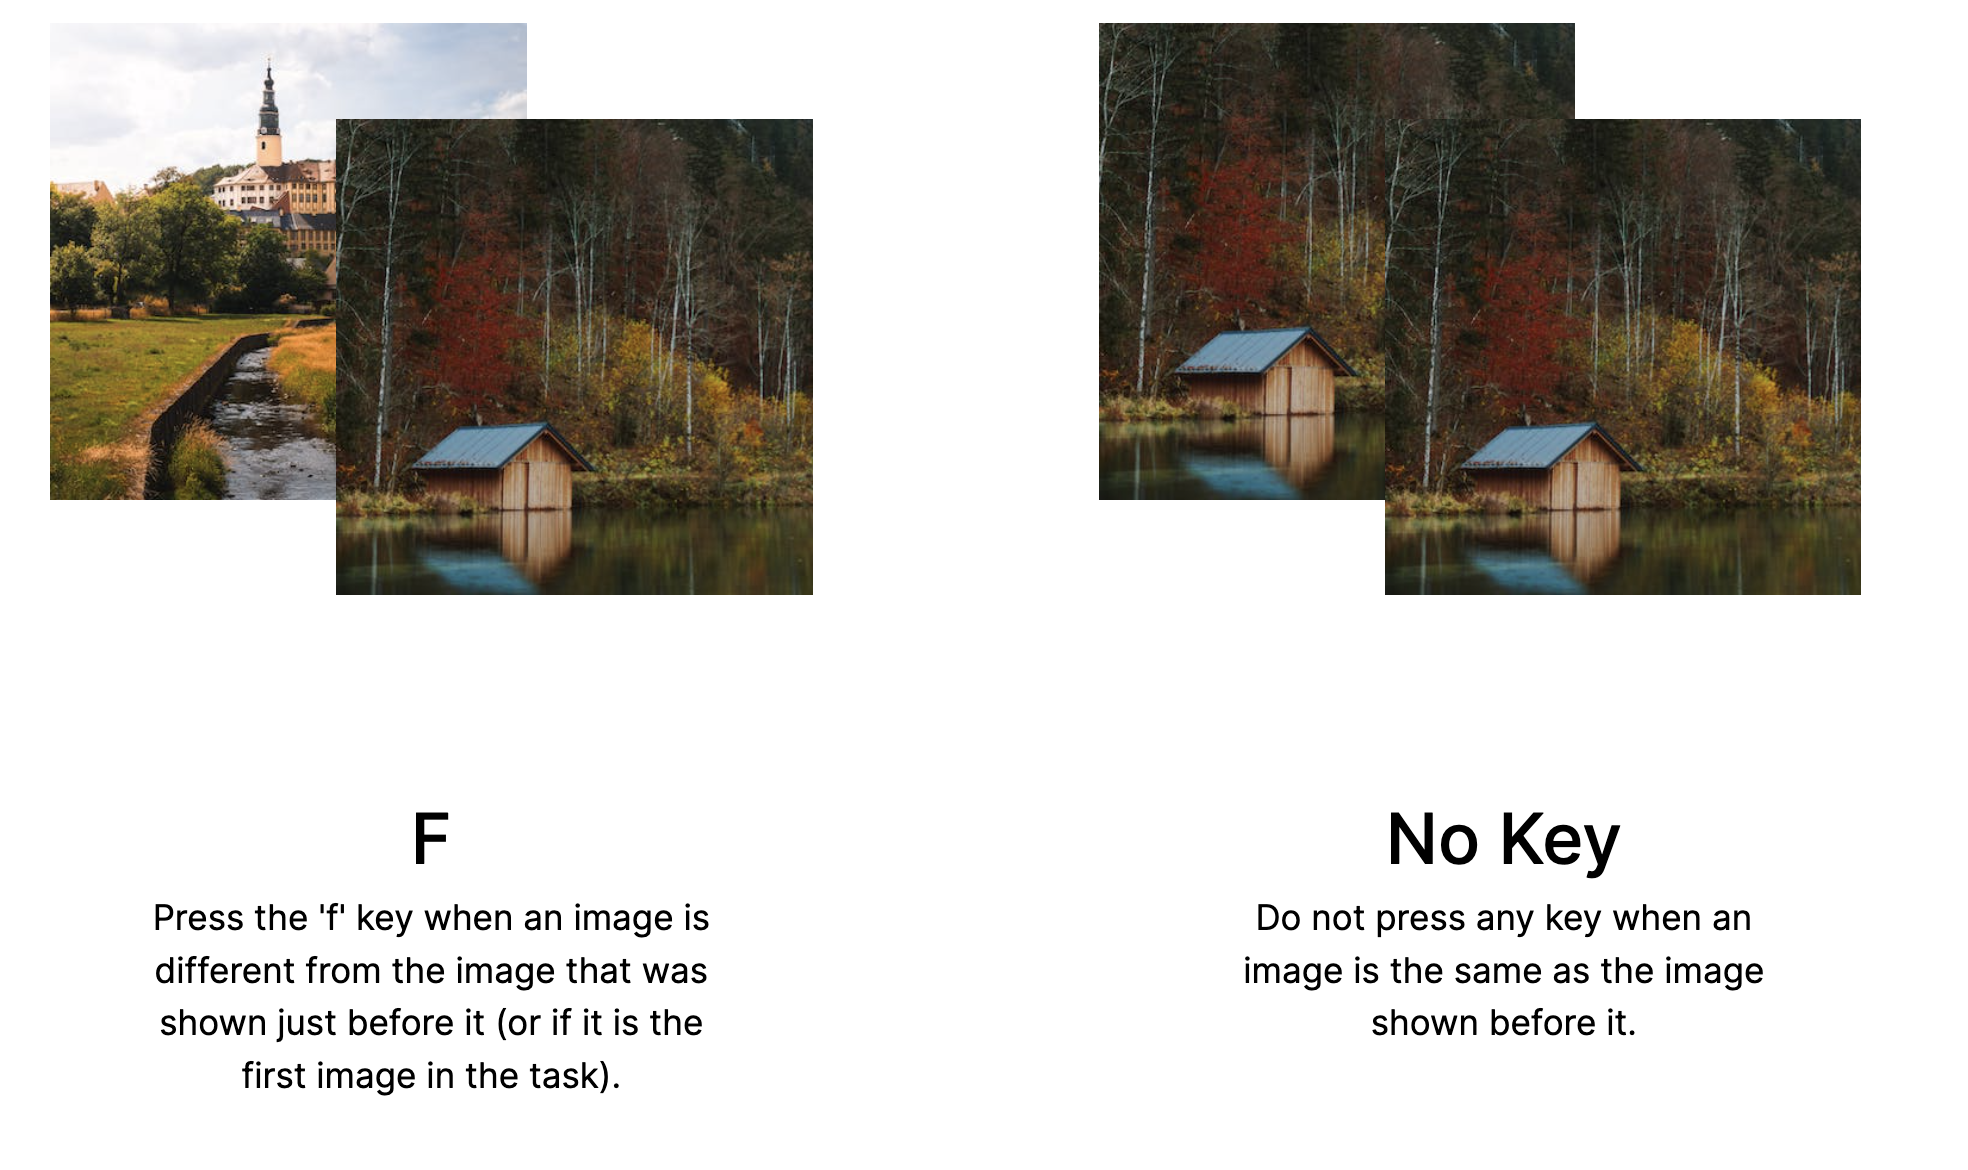 F
Press the 'f' key when an image is
different from the image that was
shown just before it (or if it is the
first image in the task).
No Key
Do not press any key when an
image is the same as the image
shown before it.